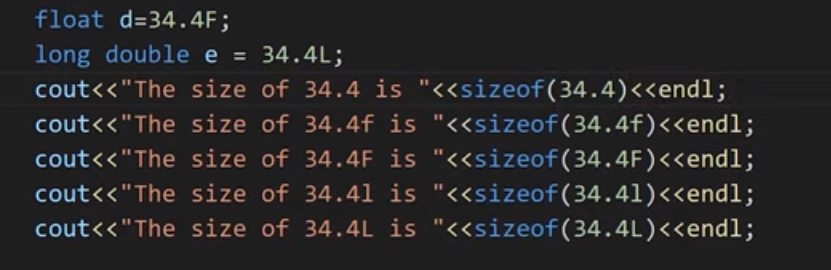 float d=34.4F;
long double e = 34.4L;
cout<<"The size of 34.4 is "<<sizeof(34.4)<<endl;
cout<<"The size of 34.4f is "<<sizeof(34.4f)<<endl;
cout<<"The size of 34.4F is "<<sizeof(34.4F)<<endl;
cout<<"The size of 34.4l is "<<sizeof(34.4l)<<endl;
cout<<"The size of 34.4L is "<<sizeof(34.4L)<<endl;